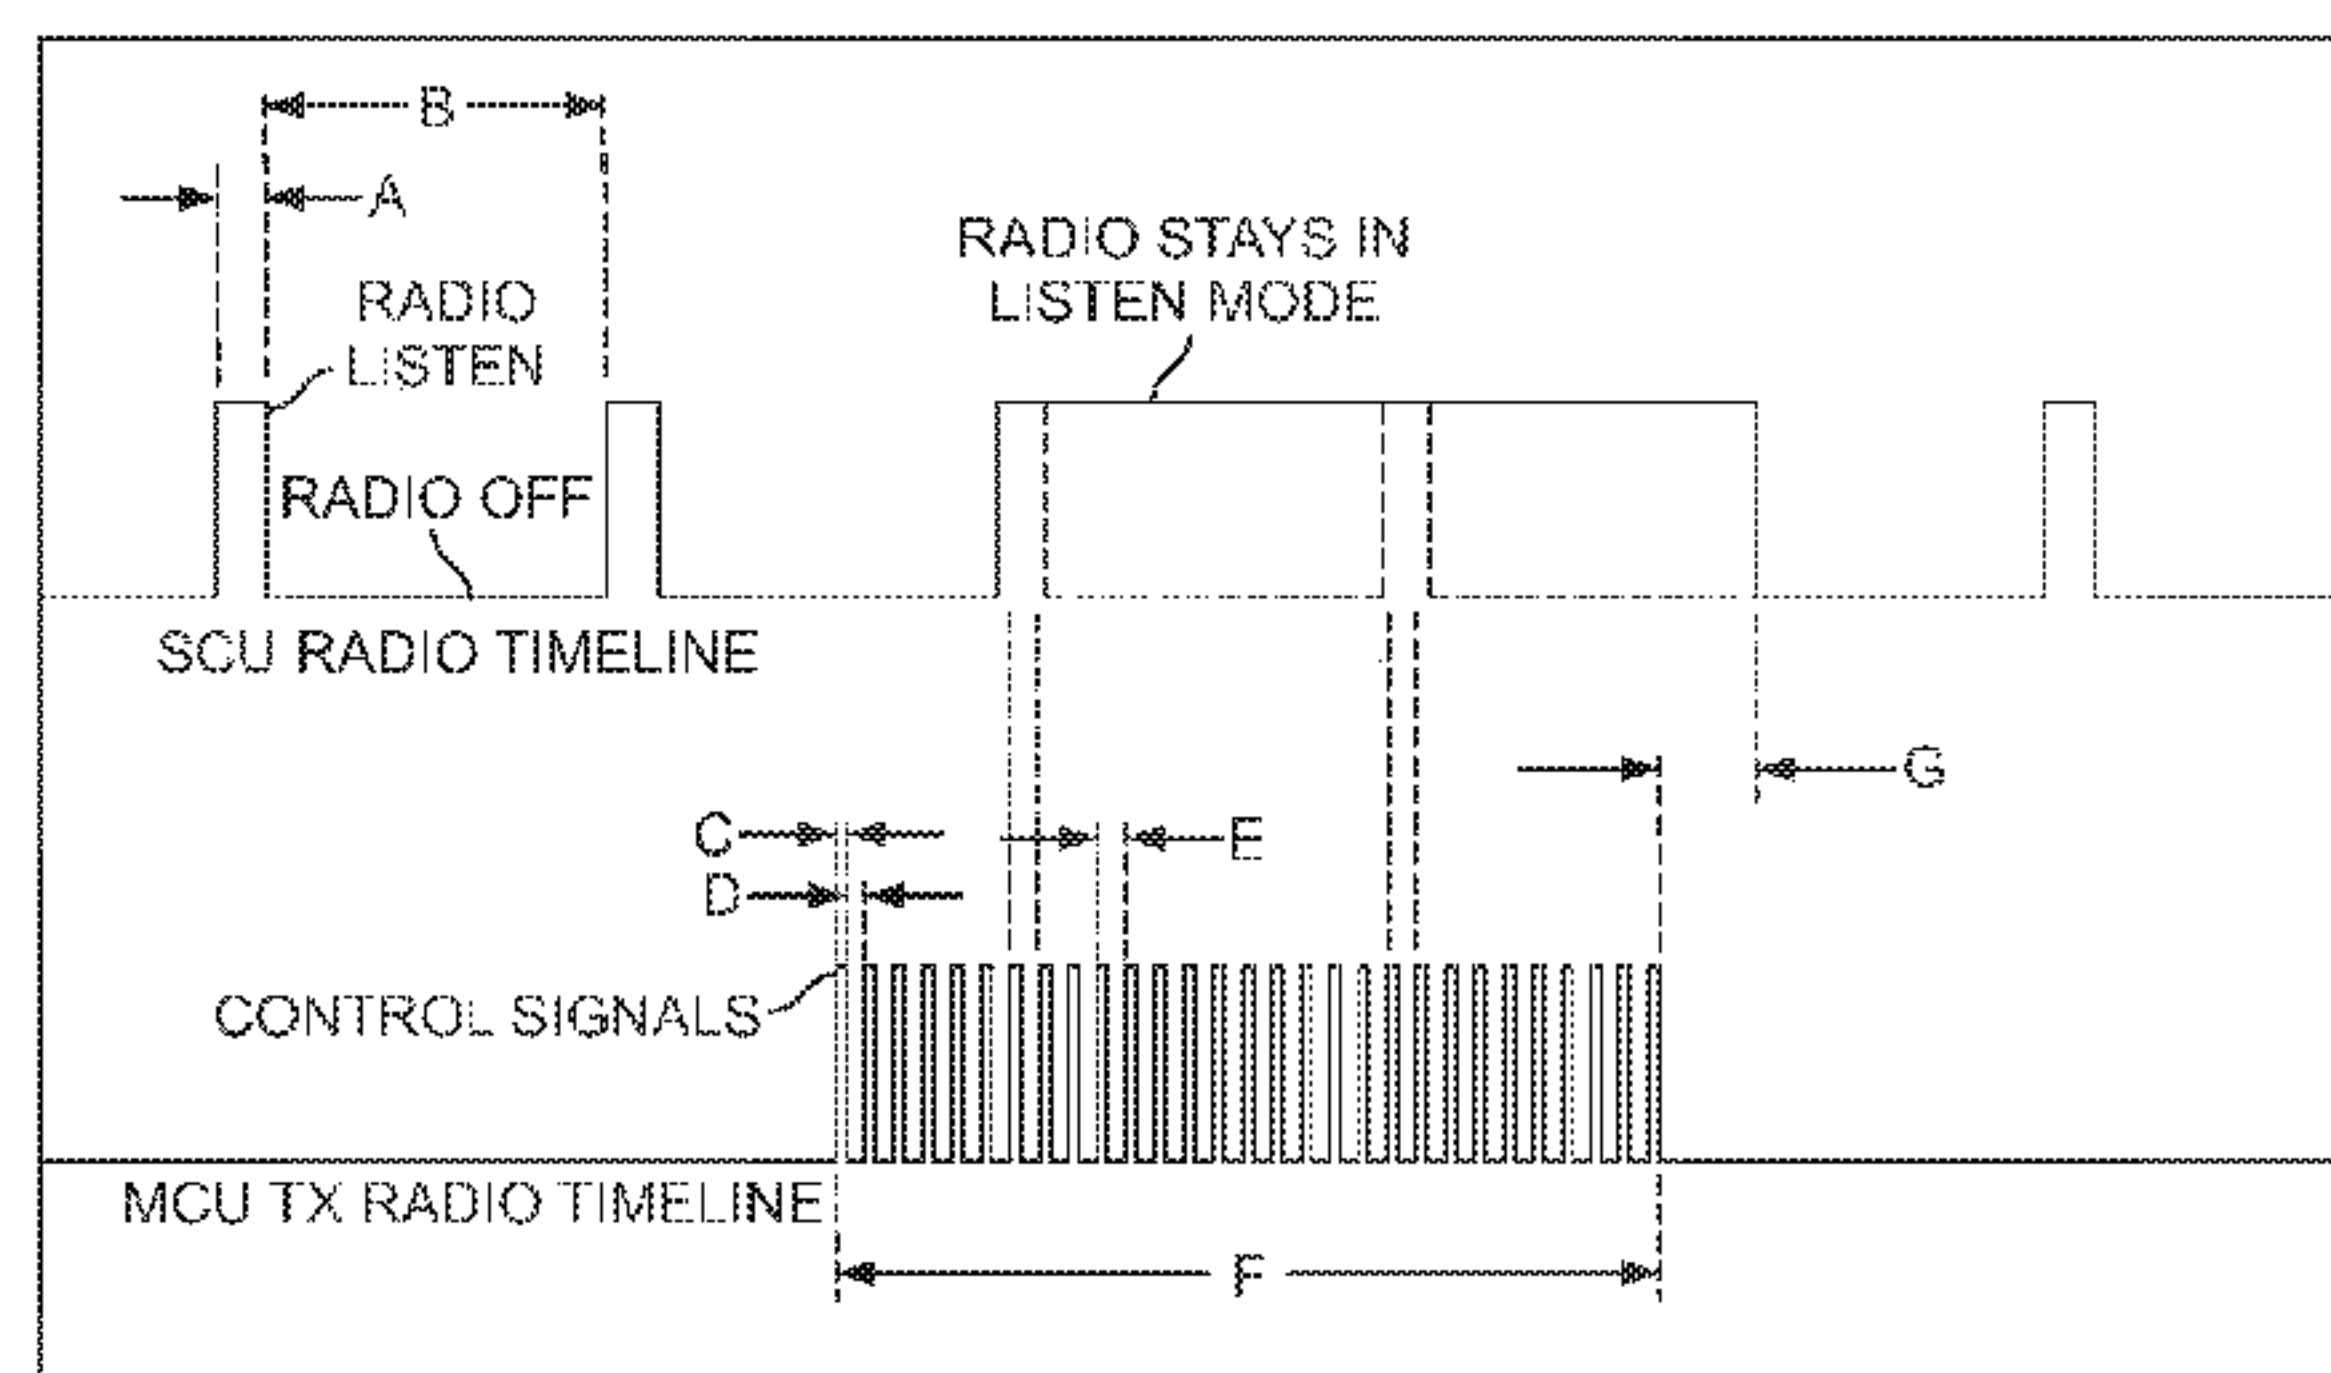 B
A
RADIO
LISTEN
RADIO STAYS IN
LISTEN MODE
RADIO OFF
SCU RADIO TIMELINE
G
C
E
D
CONTROL SIGNALS
MCU TX RADIO TIMELINE
F